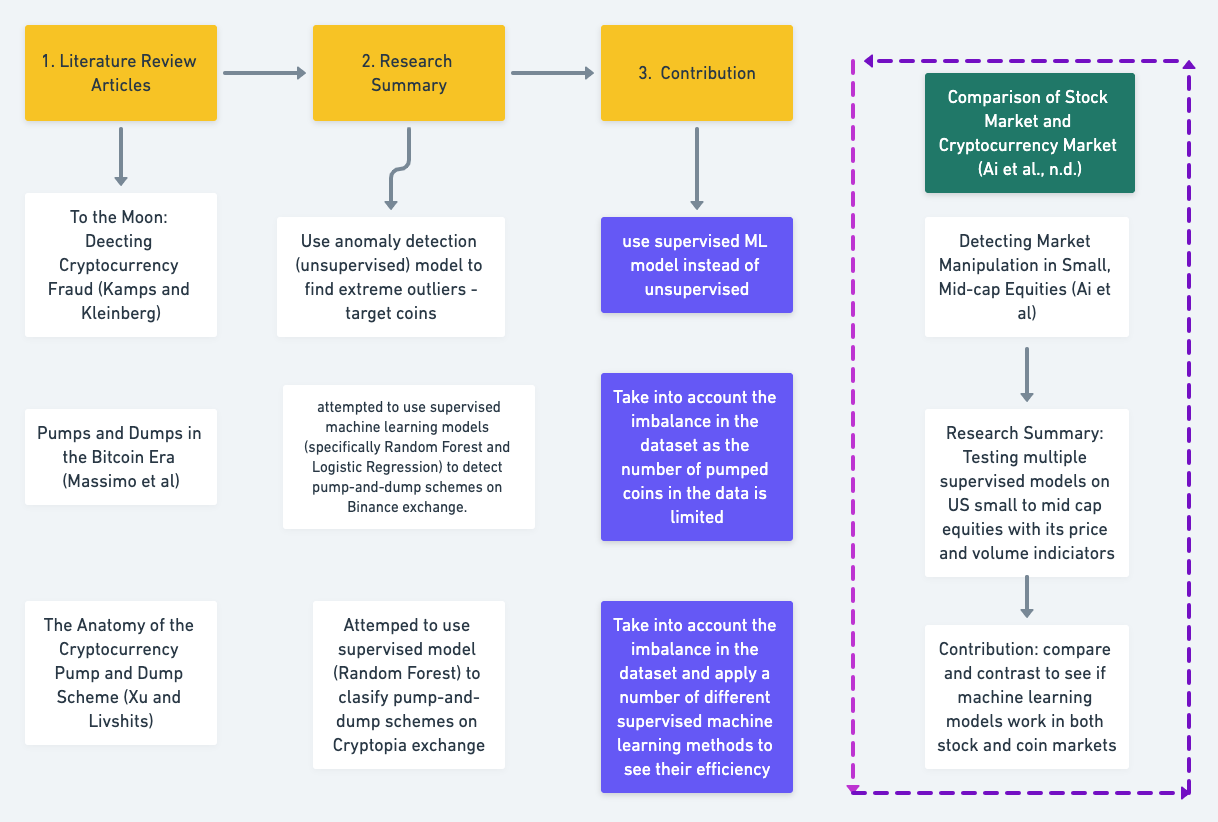 1. Literature Review
Articles
2. Research
Summary
3. Contribution
To the Moon:
Deecting
Cryptocurrency
Fraud (Kamps and
Kleinberg)
Use anomaly detection
(unsupervised) model to
find extreme outliers -
target coins
use supervised ML
model instead of
unsupervised
Pumps and Dumps in
the Bitcoin Era
(Massimo et al)
attempted to use supervised
machine learning models
(specifically Random Forest and
Logistic Regression) to detect
pump-and-dump schemes on
Binance exchange.
Take into account the
imbalance in the
dataset as the
number of pumped
coins in the data is
limited
The Anatomy of the
Cryptocurrency
Pump and Dump
Scheme (Xu and
Livshits)
Attemped to use
supervised model
(Random Forest) to
clasify pump-and-
dump schemes on
Cryptopia exchange
Take into account the
imbalance in the
dataset and apply a
number of different
supervised machine
learning methods to
see their efficiency
Comparison of Stock
Market and
Cryptocurrency Market
(Ai et al., n.d.)
Detecting Market
Manipulation in Small,
Mid-cap Equities (Ai et
al)
Research Summary:
Testing multiple
supervised models on
US small to mid cap
equities with its price
and volume indiciators
Contribution: compare
and contrast to see if
machine learning
models work in both
stock and coin markets